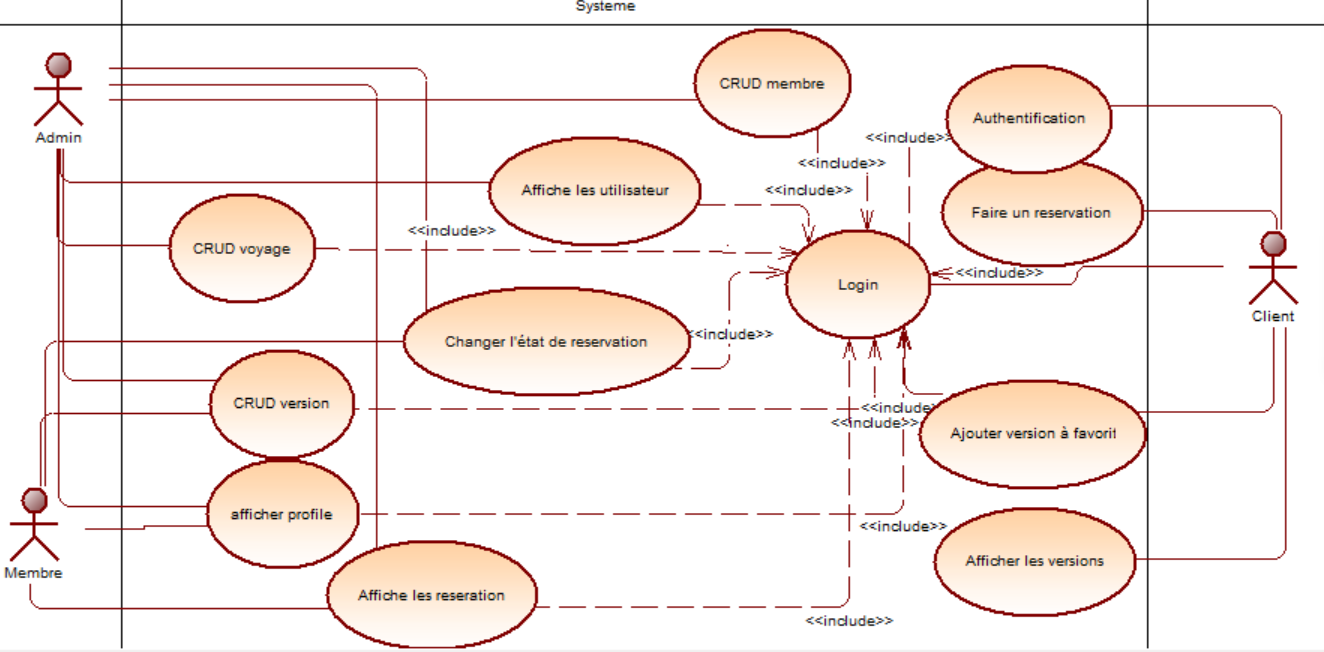 Systeme
CRUD membre
Authentification
<<include>>
Admin
<<include>>
Affiche les utilisateur
<<include>>
Faire un reservation
<<include>>
CRUD voyage
<<include>>
Login
Client
<<include>>
Changer l'état de reservation
CRUD version
<<include>>
<<include>>
Ajouter version à favorit
afficher profile
<<include>>
Afficher les versions
Membre
Affiche les reseration
<<include>>